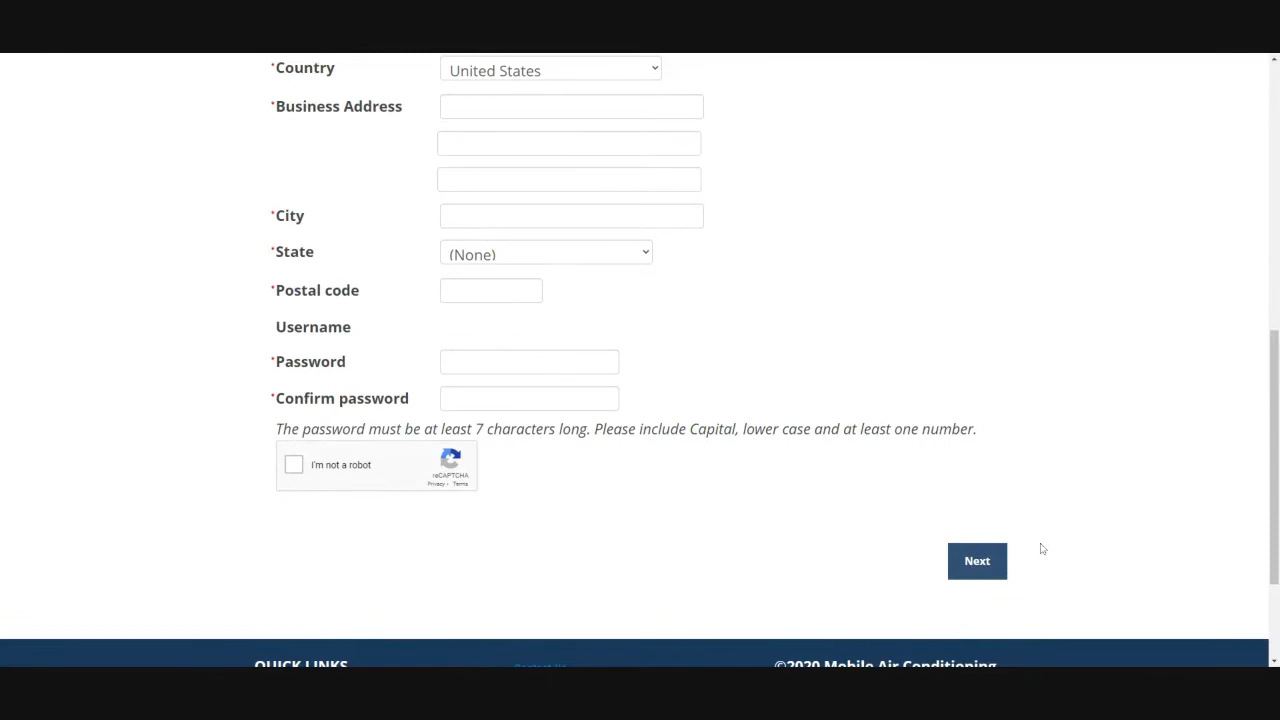 *Country United States
*Business Address
*City
*State (None)
*Postal code
Username
*Password
*Confirm password
The password must be at least 7 characters long. Please include Capital, lower case and at least one number.
I'm not a robot
reCAPTCHA
Privacy - Terms
Next
QUICK LINKS Contact Us ©2020 Mobile Air Conditioning